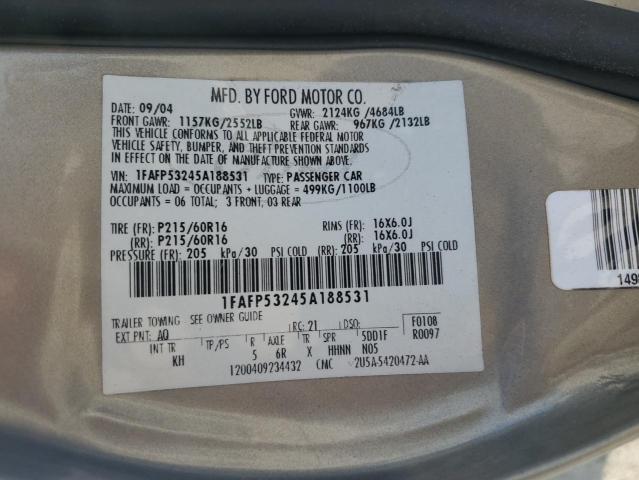 MFD. BY FORD MOTOR CO.
DATE: 09/04 GVWR: 2124KG /4684LB
FRONT GAWR: 1157KG/2552LB REAR GAWR: 967KG /2132LB
THIS VEHICLE CONFORMS TO ALL APPLICABLE FEDERAL MOTOR
VEHICLE SAFETY, BUMPER, AND THEFT PREVENTION STANDARDS
IN EFFECT ON THE DATE OF MANUFACTURE SHOWN ABOVE.
VIN: 1FAFP53245A188531 TYPE: PASSENGER CAR
MAXIMUM LOAD = OCCUPANTS + LUGGAGE = 499KG/1100LB
OCCUPANTS = 06 TOTAL; 3 FRONT, 03 REAR
TIRE (FR): P215/60R16 RIMS (FR): 16X6.0J
(RR): P215/60R16 (RR): 16X6.0J
PRESSURE (FR): 205 kPa/30 PSI COLD (RR): 205 kPa/30 PSI COLD
1FAFP53245A188531
TRAILER TOWING: SEE OWNER GUIDE
EXT PNT: AQ RC: 21 DSO: F0108
R0097
INT TR TP/PS R AXLE TR SPR 5DD1F
KH 5 6R X HHNN N05
1200409234432 CMC 2U5A-5420472-AA